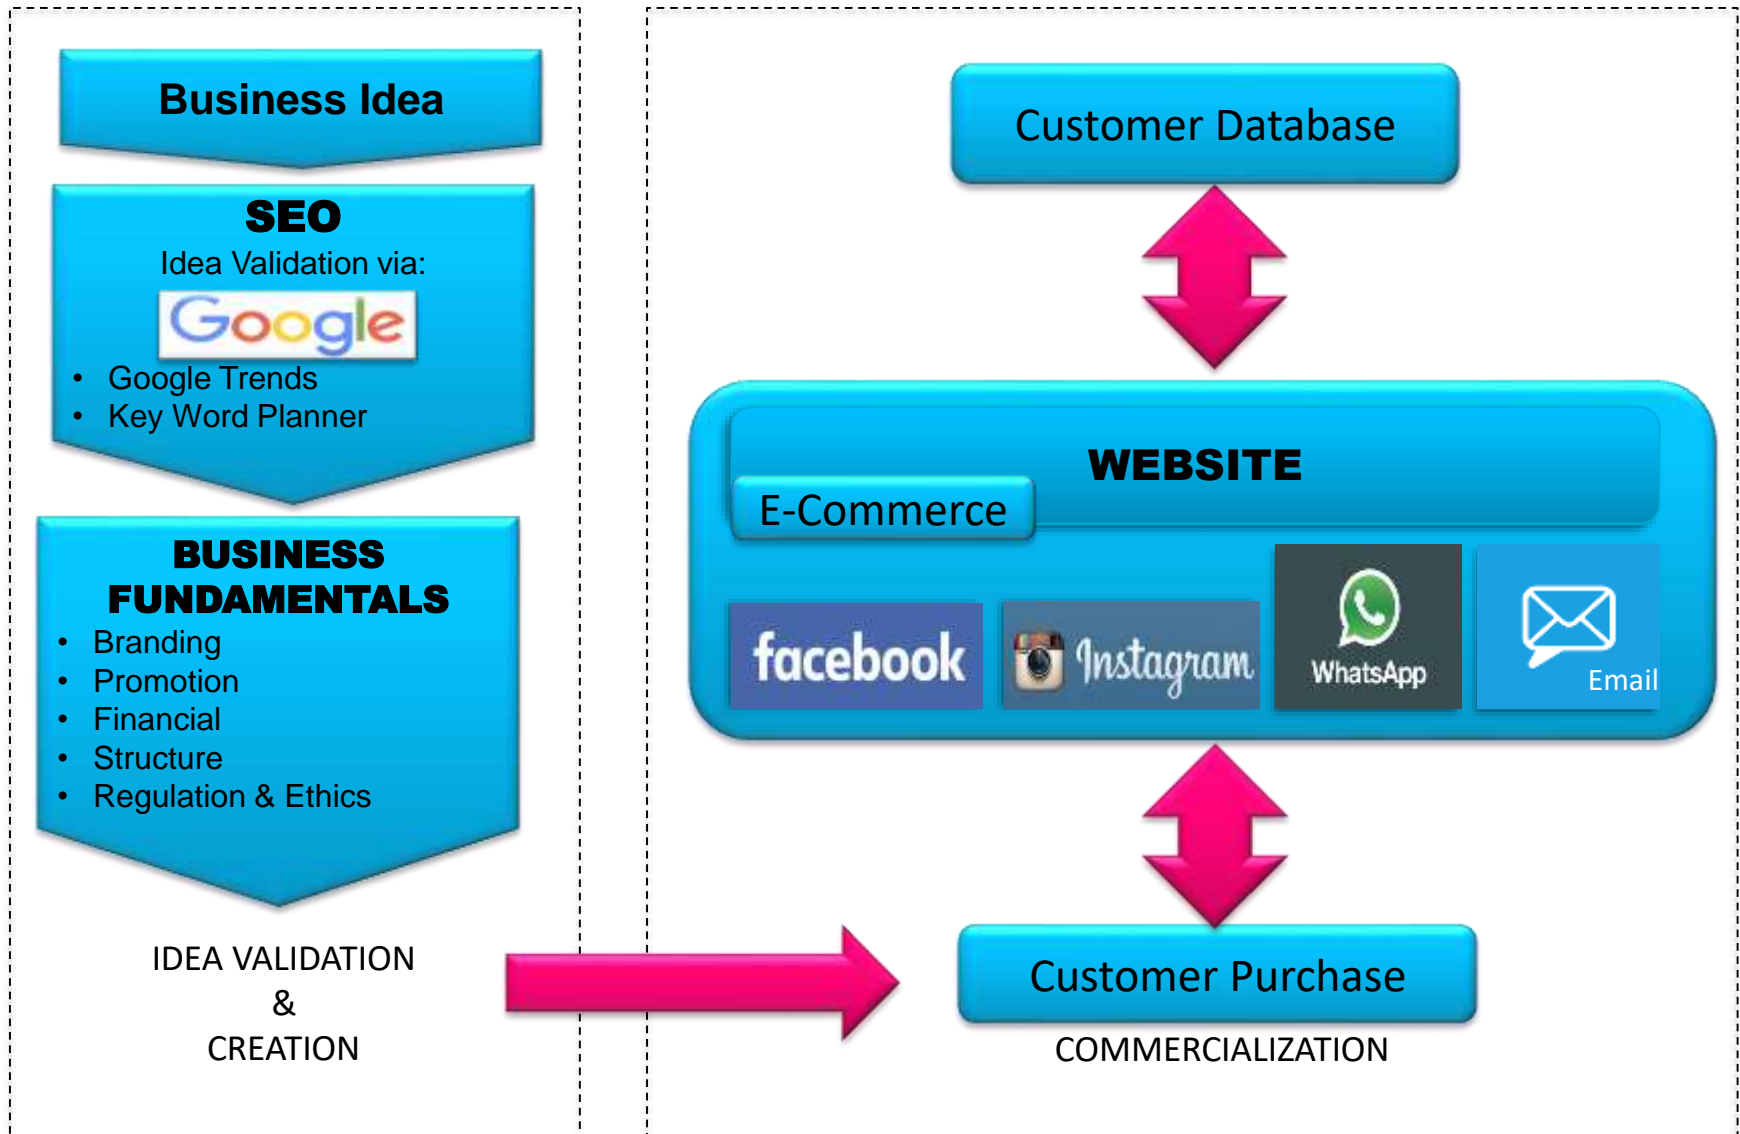 Business Idea
SEO
Idea Validation via:
Google
• Google Trends
• Key Word Planner
BUSINESS
FUNDAMENTALS
• Branding
• Promotion
• Financial
• Structure
• Regulation & Ethics
IDEA VALIDATION
&
CREATION
Customer Database
WEBSITE
E-Commerce
facebook
Instagram
WhatsApp
Email
Customer Purchase
COMMERCIALIZATION